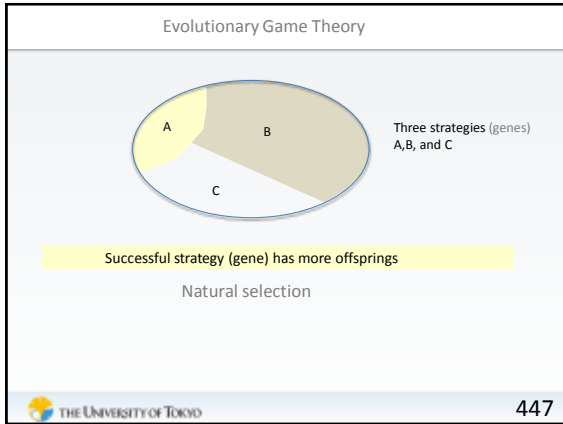 Evolutionary Game Theory
A
B
Three strategies (genes)
A,B, and C
C
Successful strategy (gene) has more offsprings
Natural selection
THE UNIVERSITY OF TOKYO
447